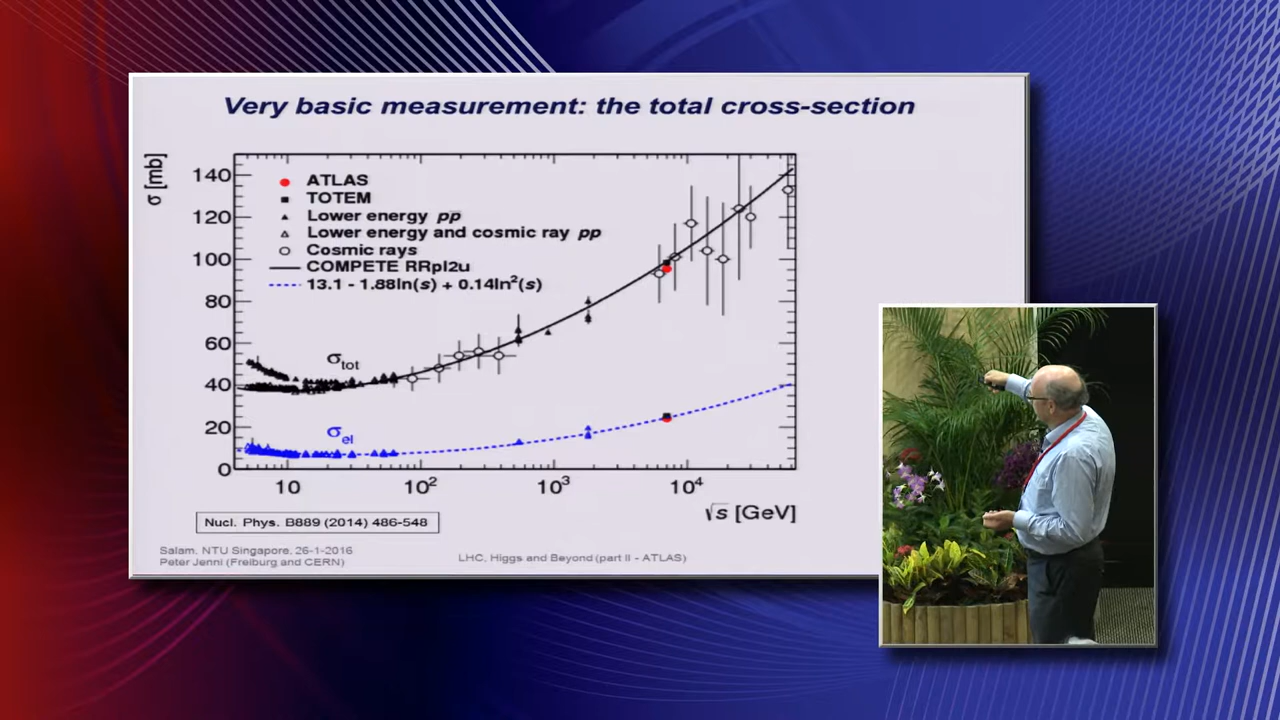 Very basic measurement: the total cross-section
σ [mb]
140
120
100
80
60
40
20
0
ATLAS
TOTEM
Lower energy pp
Lower energy and cosmic ray pp
Cosmic rays
COMPETE RRpl2u
13.1 - 1.88ln(s) + 0.14ln²(s)
σtot
σel
10
10²
10³
10⁴
√s [GeV]
Nucl. Phys. B889 (2014) 486-548
Salam, NTU Singapore, 26-1-2016
Peter Jenni (Freiburg and CERN)
LHC, Higgs and Beyond (part II - ATLAS)